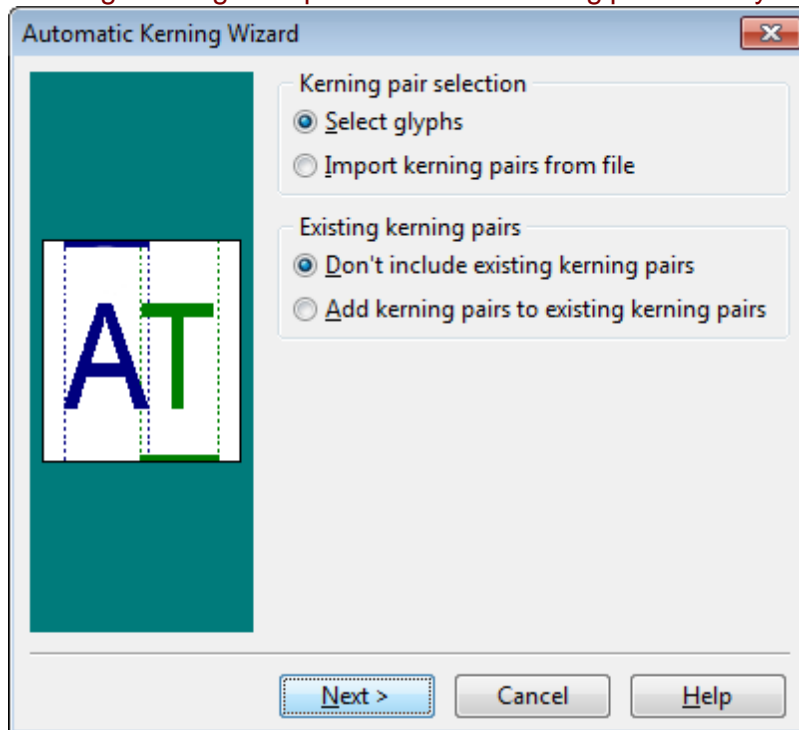 Automatic Kerning Wizard
Kerning pair selection
Select glyphs
Import kerning pairs from file
Existing kerning pairs
Don't include existing kerning pairs
Add kerning pairs to existing kerning pairs
AT
Next >
Cancel
Help